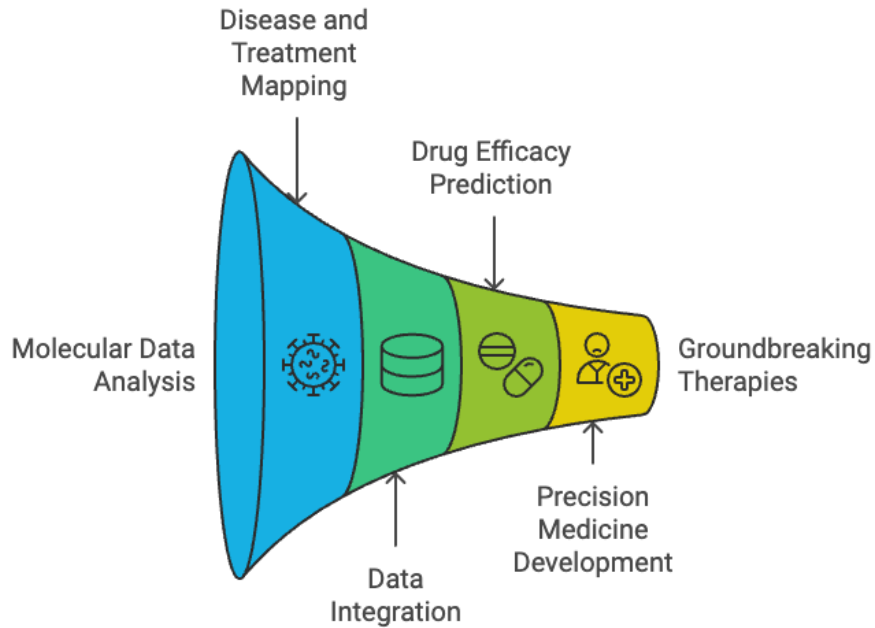 Disease and
Treatment
Mapping
Drug Efficacy
Prediction
Molecular Data
Analysis
Groundbreaking
Therapies
Precision
Medicine
Development
Data
Integration